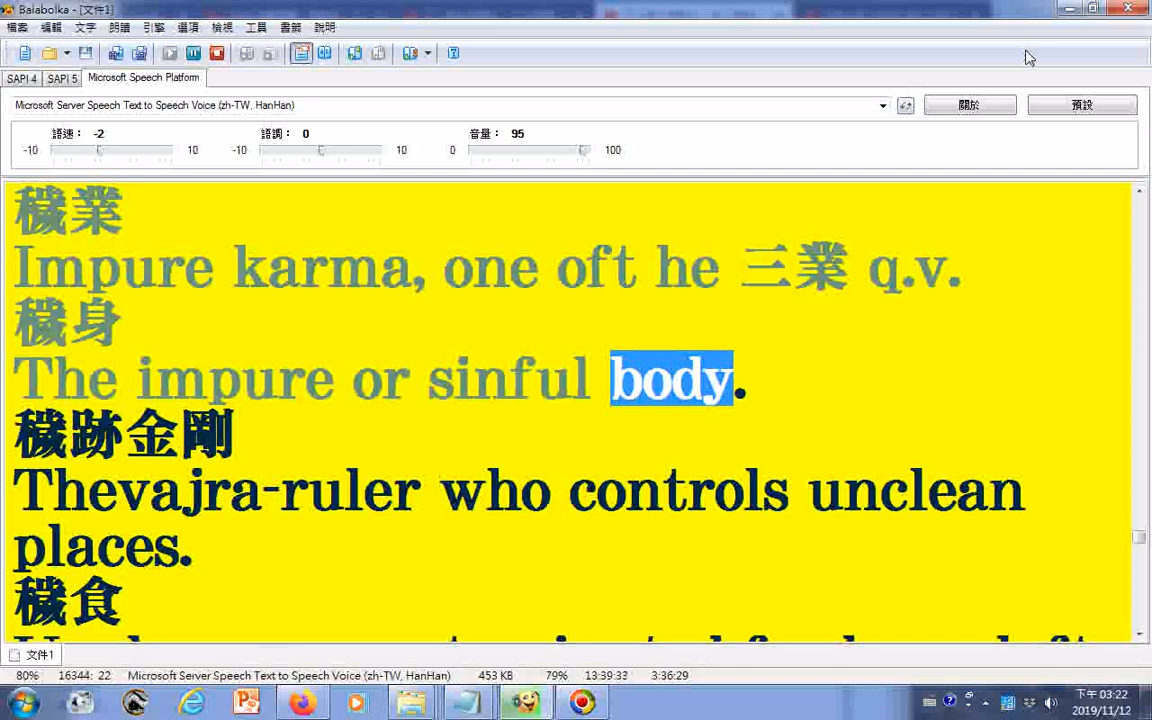 Balabolka - [文件1]
檔案 編輯 文字 朗讀 引擎 選項 檢視 工具 書籤 說明
SAPI 4 SAPI 5 Microsoft Speech Platform
Microsoft Server Speech Text to Speech Voice (zh-TW, HanHan) 關於 預設
語速： -2 語調： 0 音量： 95
-10 10 -10 10 0 100
穢業
Impure karma, one oft he 三業 q.v.
穢身
The impure or sinful body.
穢跡金剛
Thevajra-ruler who controls unclean
places.
穢食
文件1
80% 16344: 22 Microsoft Server Speech Text to Speech Voice (zh-TW, HanHan) 453 KB 79% 13:39:33 3:36:29
下午 03:22
2019/11/12